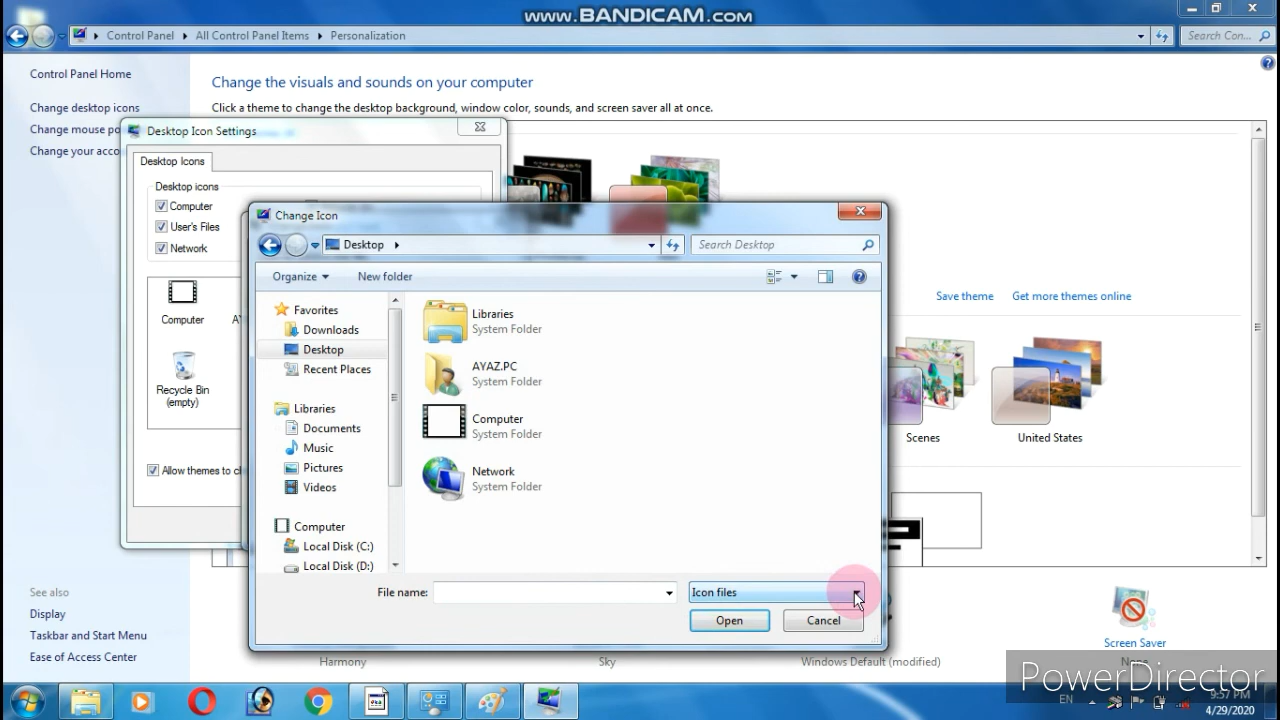 www.BANDICAM.com
Control Panel
All Control Panel Items
Personalization
Search Con...
Control Panel Home
Change desktop icons
Change mouse po
Change your acco
See also
Display
Taskbar and Start Menu
Ease of Access Center
Change the visuals and sounds on your computer
Click a theme to change the desktop background, window color, sounds, and screen saver all at once.
Save theme
Get more themes online
Scenes
United States
Harmony
Sky
Windows Default (modified)
Screen Saver
None
Desktop Icon Settings
Desktop Icons
Desktop icons
Computer
User's Files
Network
Computer
AY
Recycle Bin
(empty)
Allow themes to ch
Change Icon
Desktop
Search Desktop
Organize
New folder
Favorites
Downloads
Desktop
Recent Places
Libraries
Documents
Music
Pictures
Videos
Computer
Local Disk (C:)
Local Disk (D:)
Libraries
System Folder
AYAZ.PC
System Folder
Computer
System Folder
Network
System Folder
File name:
Icon files
Open
Cancel
PowerDirector
EN
9:57 PM
4/29/2020